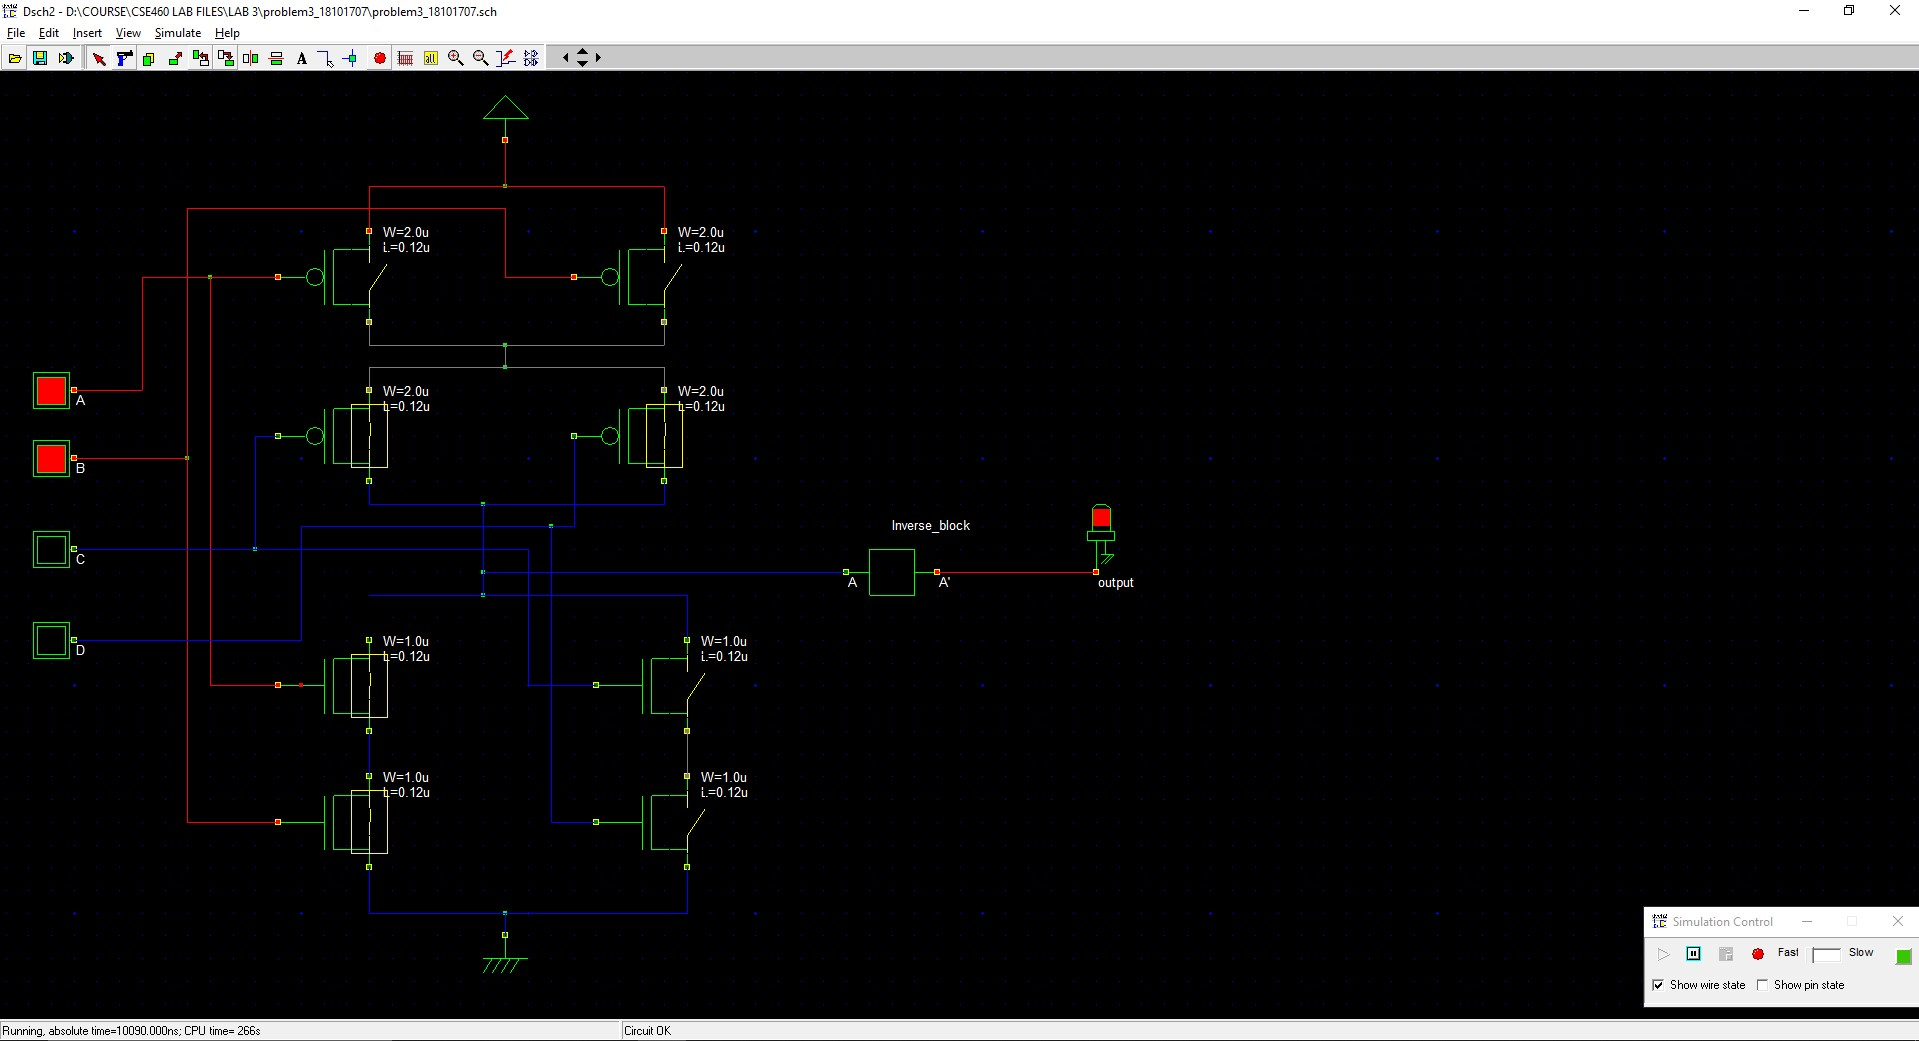 Dsch2 - D:\COURSE\CSE460 LAB FILES\LAB 3\problem3_18101707\problem3_18101707.sch
File Edit Insert View Simulate Help
A
all
W=2.0u
L=0.12u
W=2.0u
L=0.12u
W=2.0u
L=0.12u
W=2.0u
L=0.12u
A
B
C
D
Inverse_block
A
A'
output
W=1.0u
L=0.12u
W=1.0u
L=0.12u
W=1.0u
L=0.12u
W=1.0u
L=0.12u
Simulation Control
Fast Slow
Show wire state Show pin state
Running, absolute time=10090.000ns; CPU time= 266s
Circuit OK